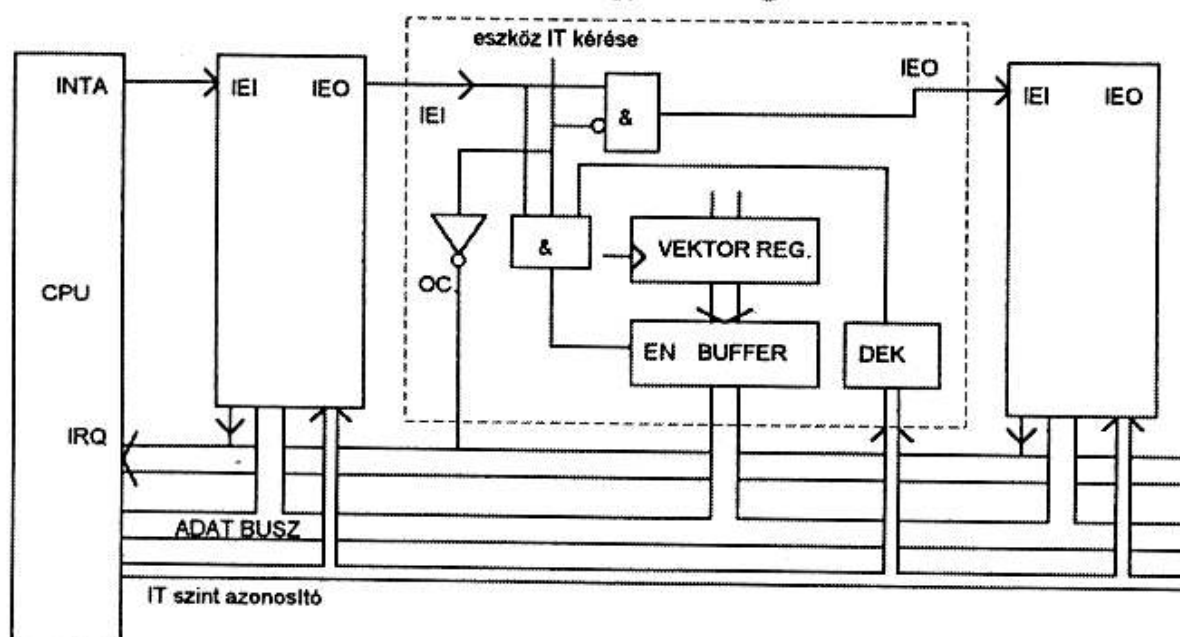 eszköz IT kérése
INTA
IEI
IEO
IEI
&
IEO
IEI
IEO
&
VEKTOR REG.
OC.
CPU
EN
BUFFER
DEK
IRQ
ADAT BUSZ
IT szint azonosító